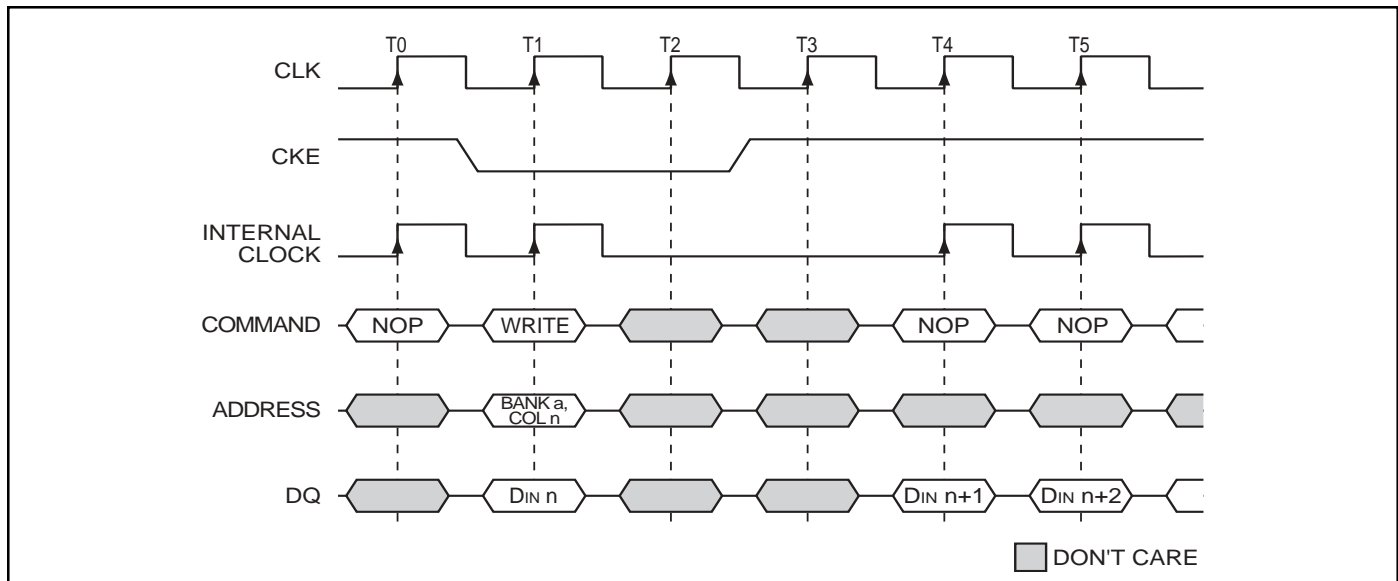 T0 T1 T2 T3 T4 T5
CLK
CKE
INTERNAL
CLOCK
COMMAND NOP WRITE NOP NOP
ADDRESS BANK a,
COL n
DQ DIN n DIN n+1 DIN n+2
DON'T CARE